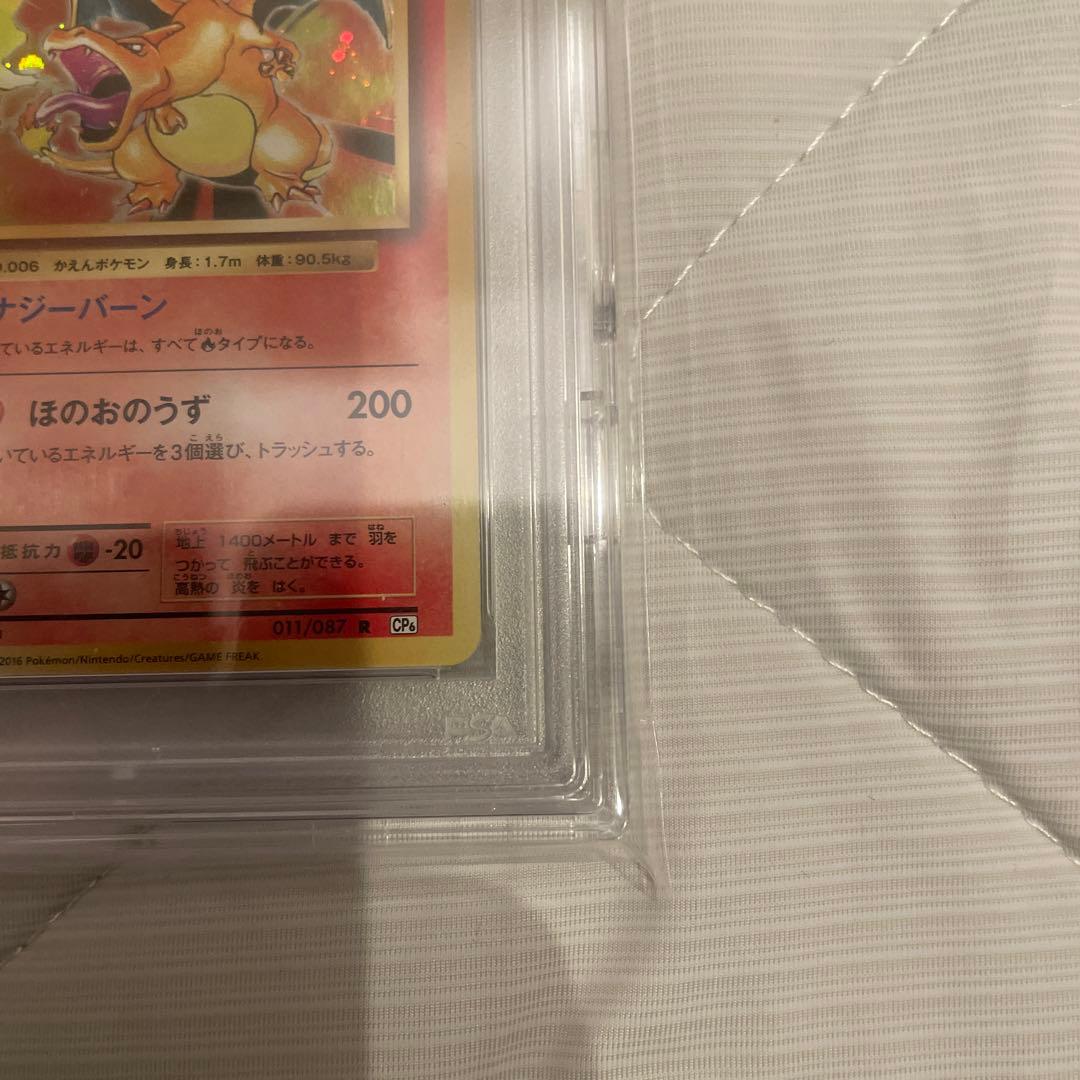 .006 かえんポケモン 身長:1.7m 体重:90.5kg
ナジーバーン
ているエネルギーは、すべてほのおタイプになる。
ほのおのうず 200
いているエネルギーを3個選び、トラッシュする。
抵抗力 -20
地上 1400メートル まで 羽を
つかって 飛ぶことができる。
高熱の 炎を はく。
011/087 R CP6
2016 Pokémon/Nintendo/Creatures/GAME FREAK
PSA